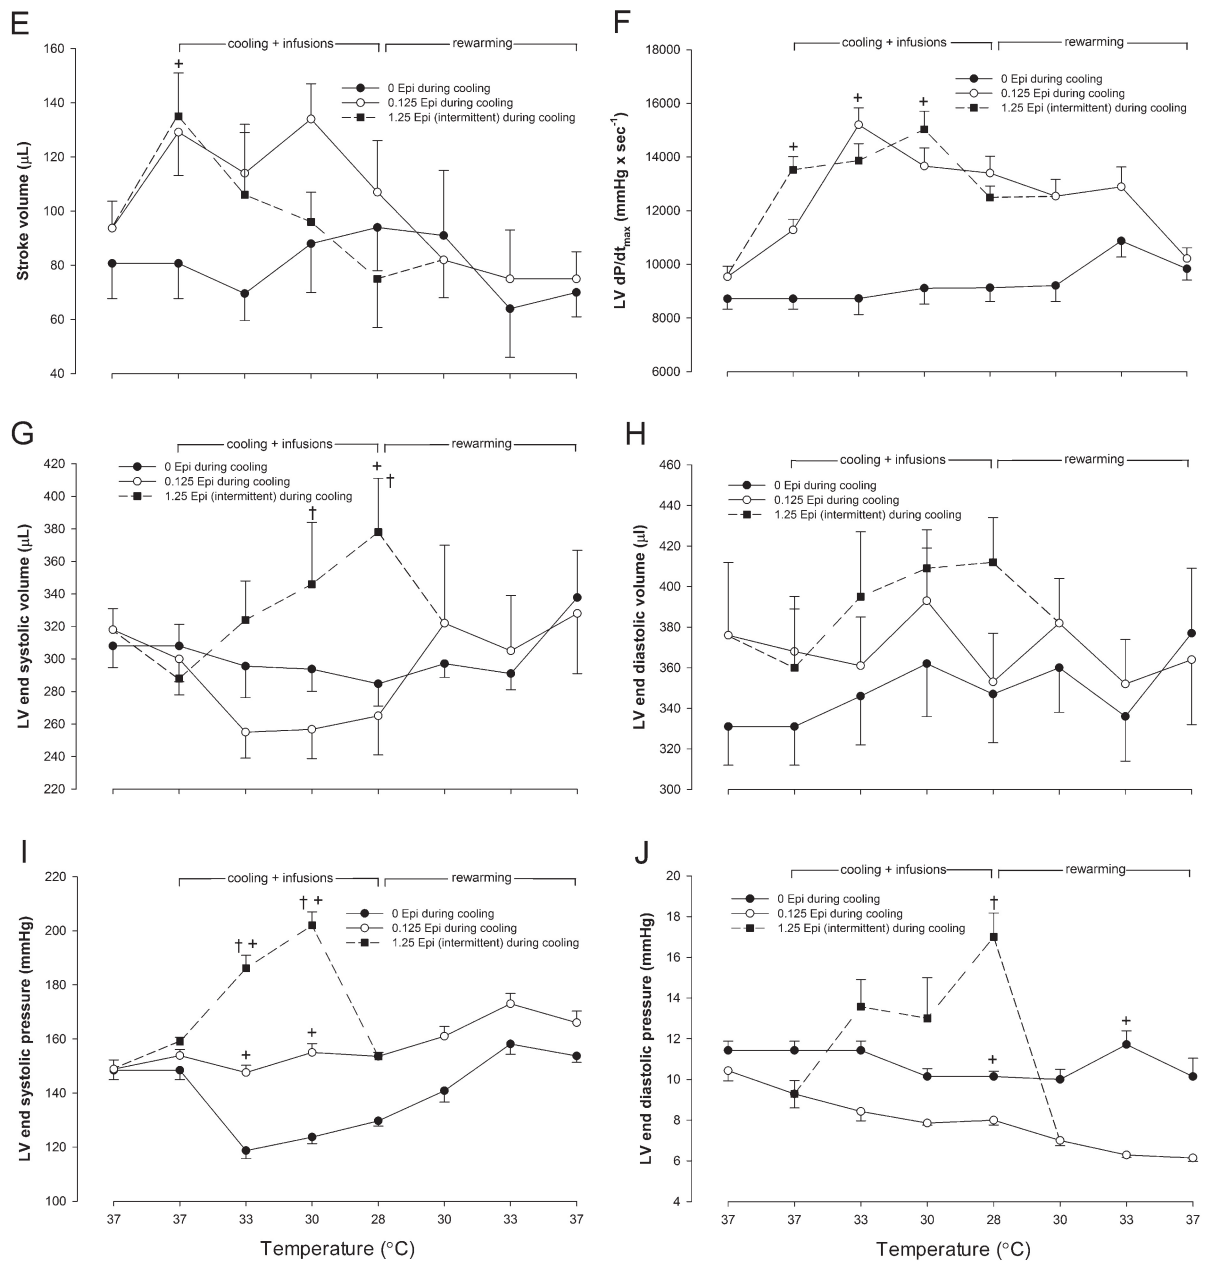 E
cooling + infusions
rewarming
160
140
120
100
80
60
40
Stroke volume (μL)
+
0 Epi during cooling
0.125 Epi during cooling
1.25 Epi (intermittent) during cooling
F
cooling + infusions
rewarming
18000
16000
14000
12000
10000
8000
6000
LV dP/dtmax (mmHg x sec-1)
+
+
+
0 Epi during cooling
0.125 Epi during cooling
1.25 Epi (intermittent) during cooling
G
cooling + infusions
rewarming
420
400
380
360
340
320
300
280
260
240
220
LV end systolic volume (μL)
0 Epi during cooling
0.125 Epi during cooling
1.25 Epi (intermittent) during cooling
†
+
†
H
cooling + infusions
rewarming
460
440
420
400
380
360
340
320
300
LV end diastolic volume (μl)
0 Epi during cooling
0.125 Epi during cooling
1.25 Epi (intermittent) during cooling
I
cooling + infusions
rewarming
220
200
180
160
140
120
100
LV end systolic pressure (mmHg)
† +
† +
+
+
0 Epi during cooling
0.125 Epi during cooling
1.25 Epi (intermittent) during cooling
37 37 33 30 28 30 33 37
Temperature (°C)
J
cooling + infusions
rewarming
20
18
16
14
12
10
8
6
4
LV end diastolic pressure (mmHg)
0 Epi during cooling
0.125 Epi during cooling
1.25 Epi (intermittent) during cooling
†
+
+
37 37 33 30 28 30 33 37
Temperature (°C)